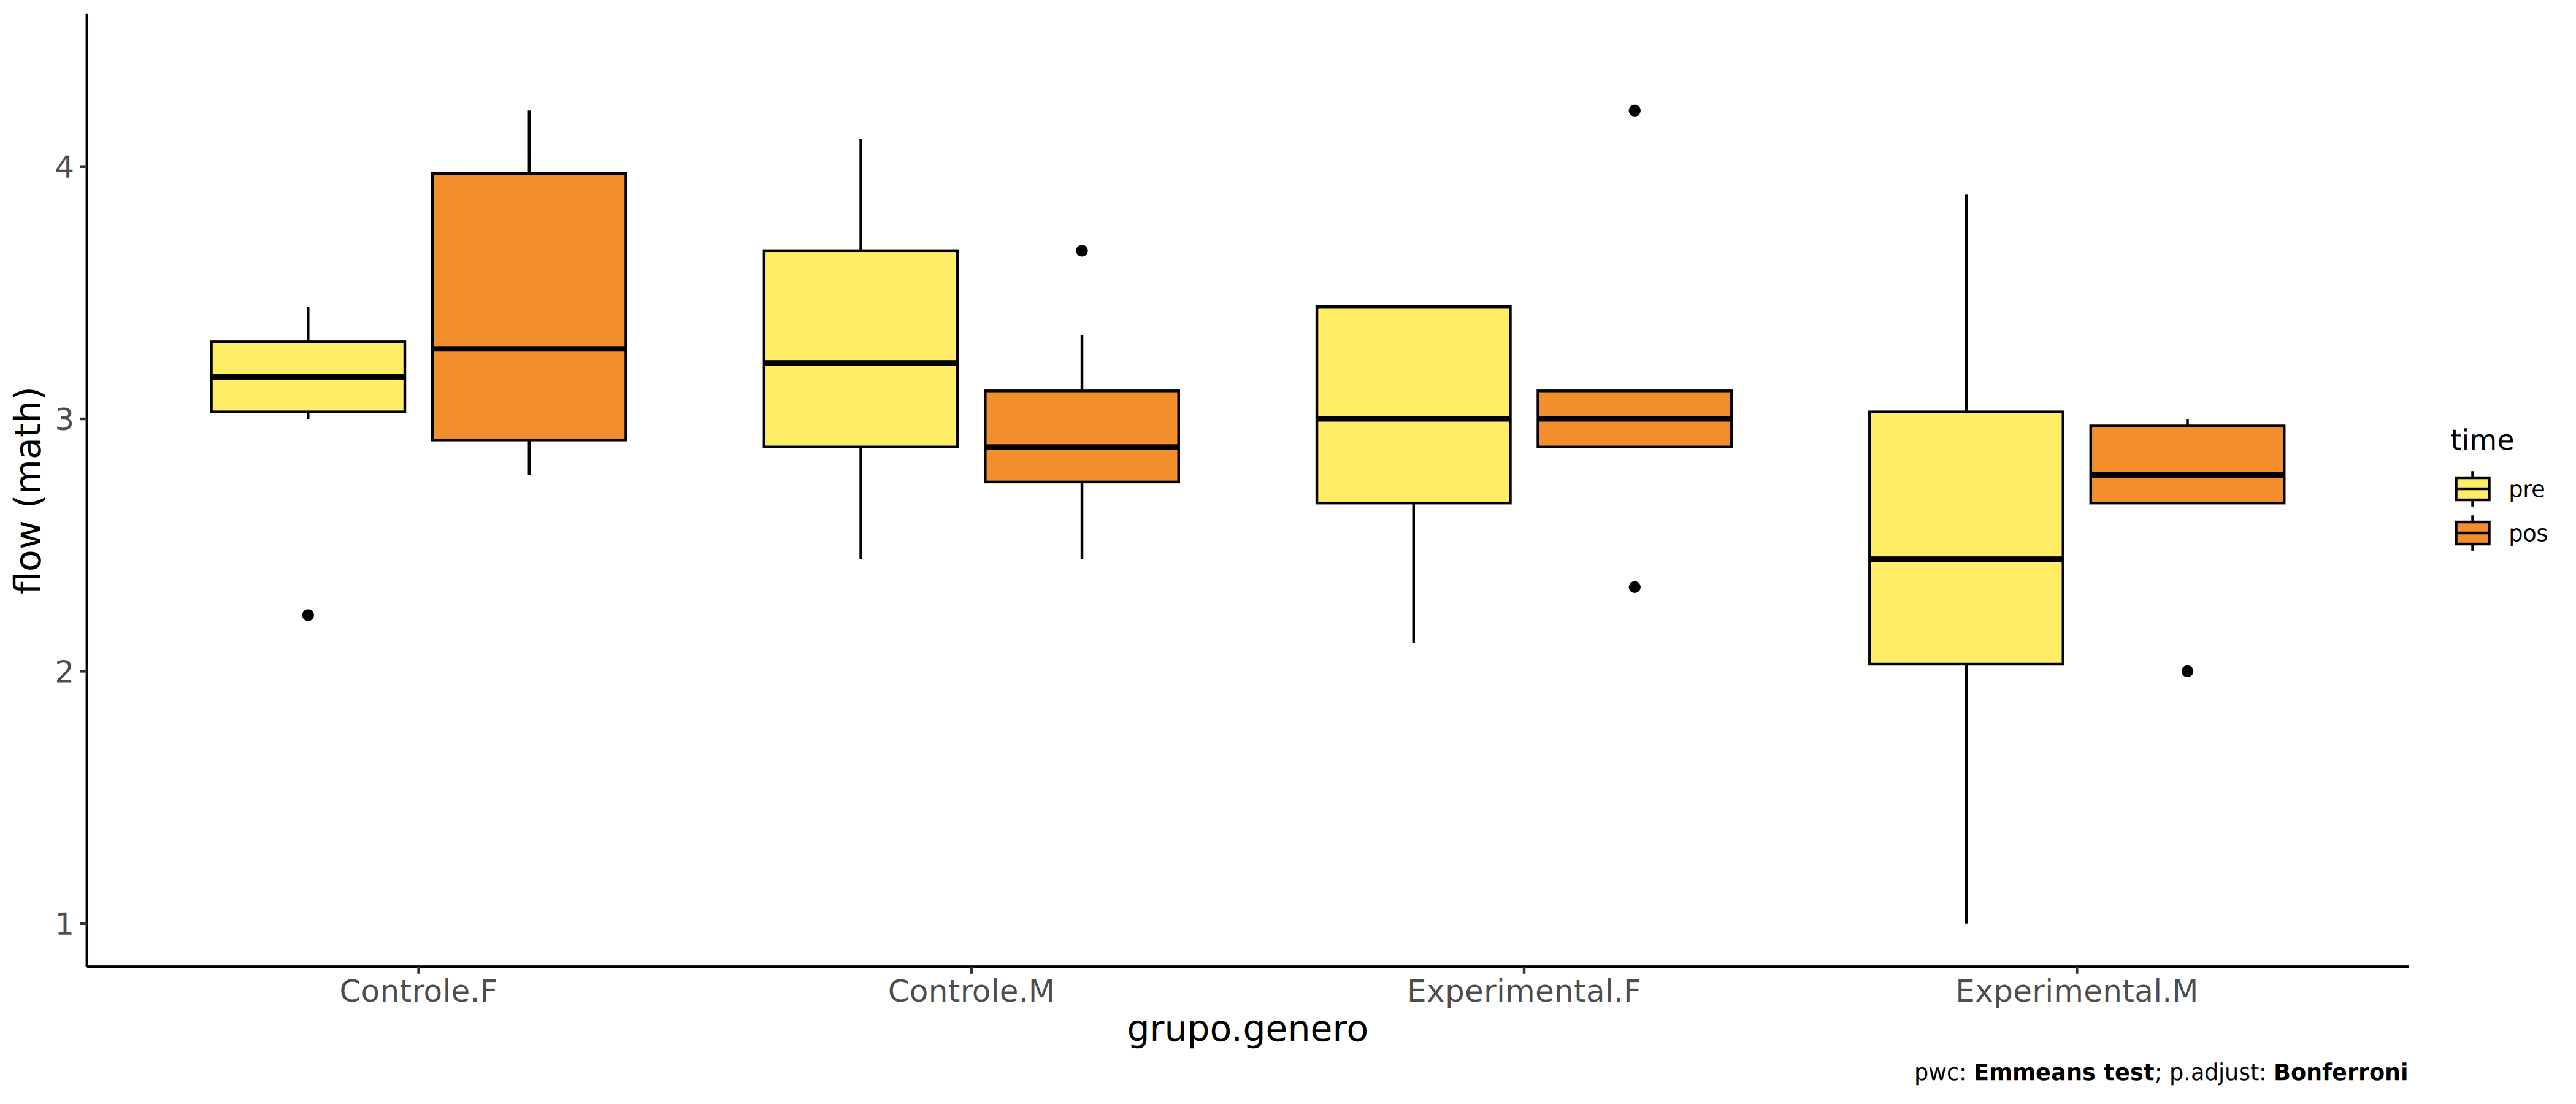 flow (math)
4
3
2
1
Controle.F
Controle.M
Experimental.F
Experimental.M
grupo.genero
time
pre
pos
pwc: Emmeans test; p.adjust: Bonferroni